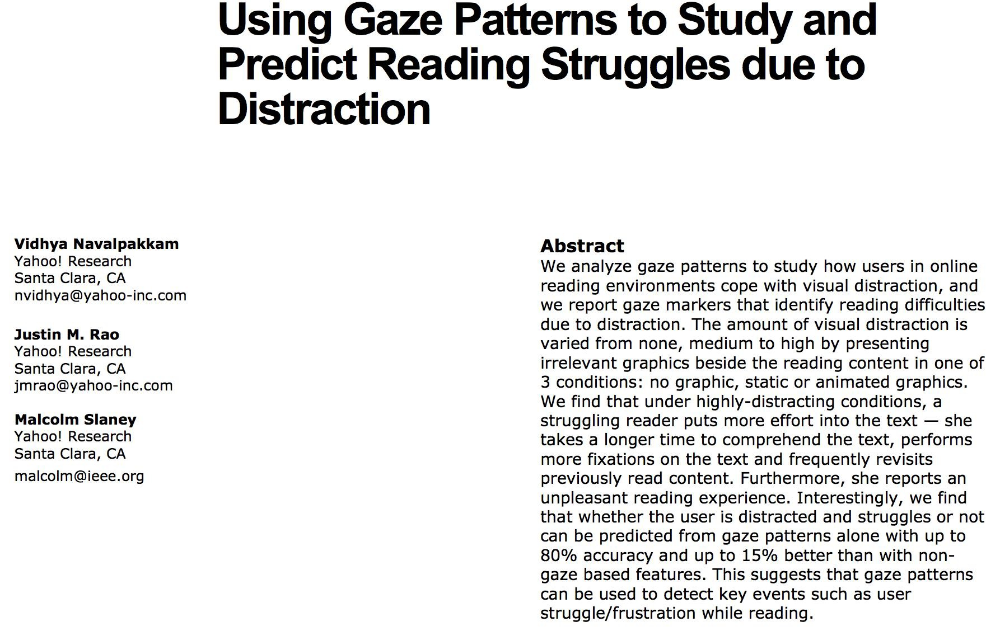 Using Gaze Patterns to Study and
Predict Reading Struggles due to
Distraction
Vidhya Navalpakkam
Yahoo! Research
Santa Clara, CA
nvidhya@yahoo-inc.com
Justin M. Rao
Yahoo! Research
Santa Clara, CA
jmrao@yahoo-inc.com
Malcolm Slaney
Yahoo! Research
Santa Clara, CA
malcolm@ieee.org
Abstract
We analyze gaze patterns to study how users in online
reading environments cope with visual distraction, and
we report gaze markers that identify reading difficulties
due to distraction. The amount of visual distraction is
varied from none, medium to high by presenting
irrelevant graphics beside the reading content in one of
3 conditions: no graphic, static or animated graphics.
We find that under highly-distracting conditions, a
struggling reader puts more effort into the text — she
takes a longer time to comprehend the text, performs
more fixations on the text and frequently revisits
previously read content. Furthermore, she reports an
unpleasant reading experience. Interestingly, we find
that whether the user is distracted and struggles or not
can be predicted from gaze patterns alone with up to
80% accuracy and up to 15% better than with non-
gaze based features. This suggests that gaze patterns
can be used to detect key events such as user
struggle/frustration while reading.